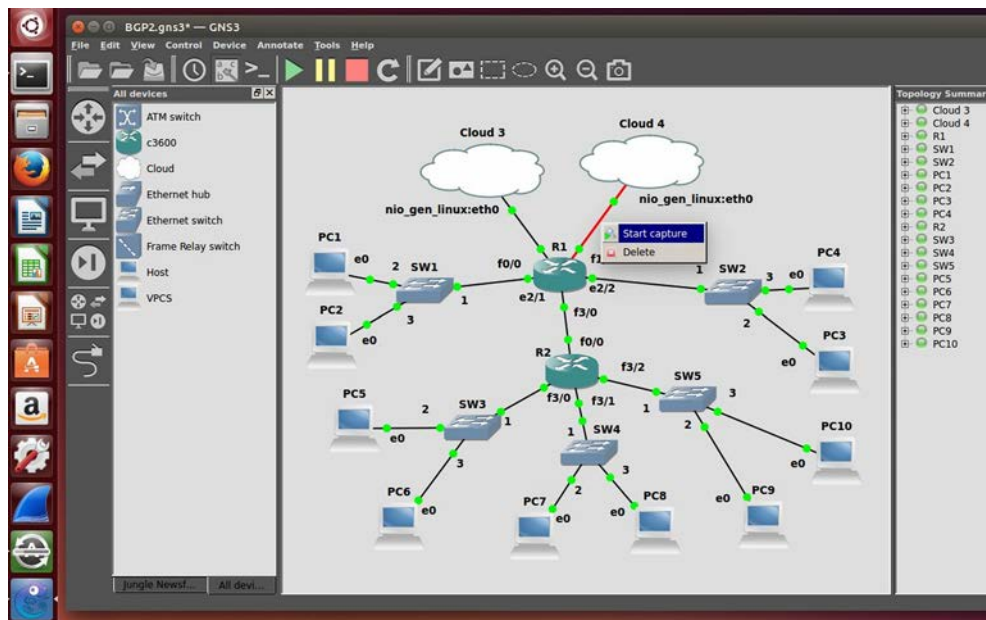 BGP2.gns3* — GNS3
File Edit View Control Device Annotate Tools Help
All devices
ATM switch
c3600
Cloud
Ethernet hub
Ethernet switch
Frame Relay switch
Host
VPCS
Jungle Newsf... All devi...
Cloud 3
Cloud 4
nio_gen_linux:eth0
nio_gen_linux:eth0
Start capture
Delete
R1
f0/0
f1
e2/1
e2/2
f3/0
PC1
e0
2
SW1
1
PC2
3
e0
1
SW2
3
e0
PC4
2
PC3
e0
f0/0
R2
f3/2
f3/0
f3/1
PC5
2
e0
SW3
1
3
PC6
e0
1
SW4
2
3
PC7
e0
e0
PC8
SW5
1
3
2
PC10
e0
e0
PC9
Topology Summar
Cloud 3
Cloud 4
R1
SW1
SW2
PC1
PC2
PC3
PC4
R2
SW3
SW4
SW5
PC5
PC6
PC7
PC8
PC9
PC10